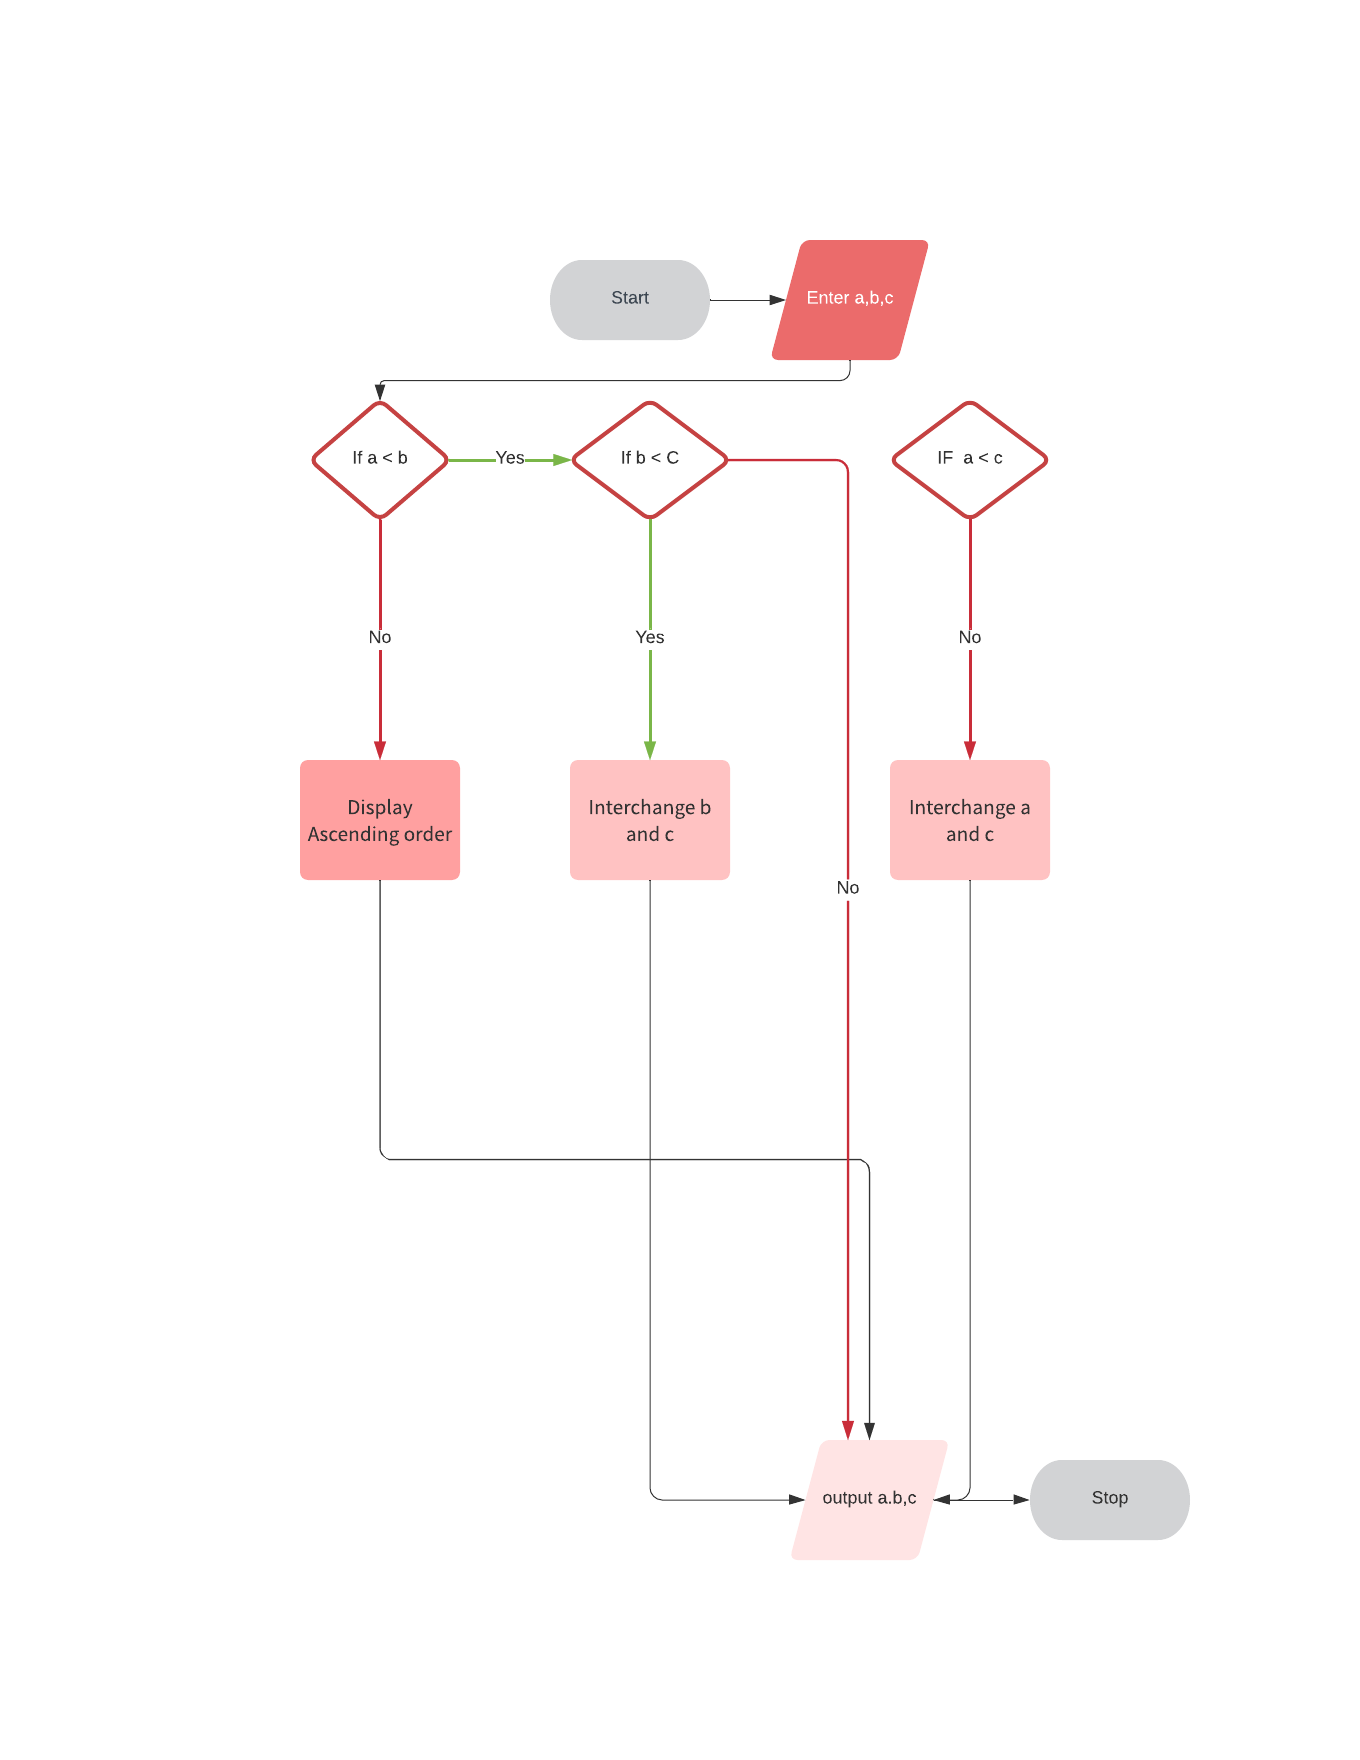 Start
Enter a,b,c
If a < b
Yes
If b < C
IF  a < c
No
Yes
No
Display
Ascending order
Interchange b
and c
Interchange a
and c
No
output a.b,c
Stop